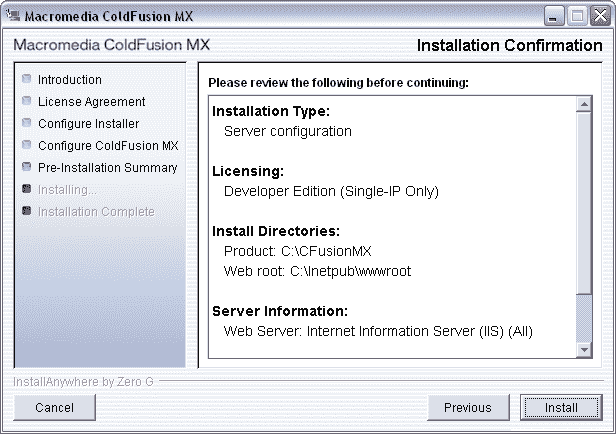 Macromedia ColdFusion MX
Macromedia ColdFusion MX
Installation Confirmation
Introduction
License Agreement
Configure Installer
Configure ColdFusion MX
Pre-Installation Summary
Installing...
Installation Complete
Please review the following before continuing:
Installation Type:
Server configuration
Licensing:
Developer Edition (Single-IP Only)
Install Directories:
Product: C:\CFusionMX
Web root: C:\Inetpub\wwwroot
Server Information:
Web Server: Internet Information Server (IIS) (All)
InstallAnywhere by Zero G
Cancel
Previous
Install